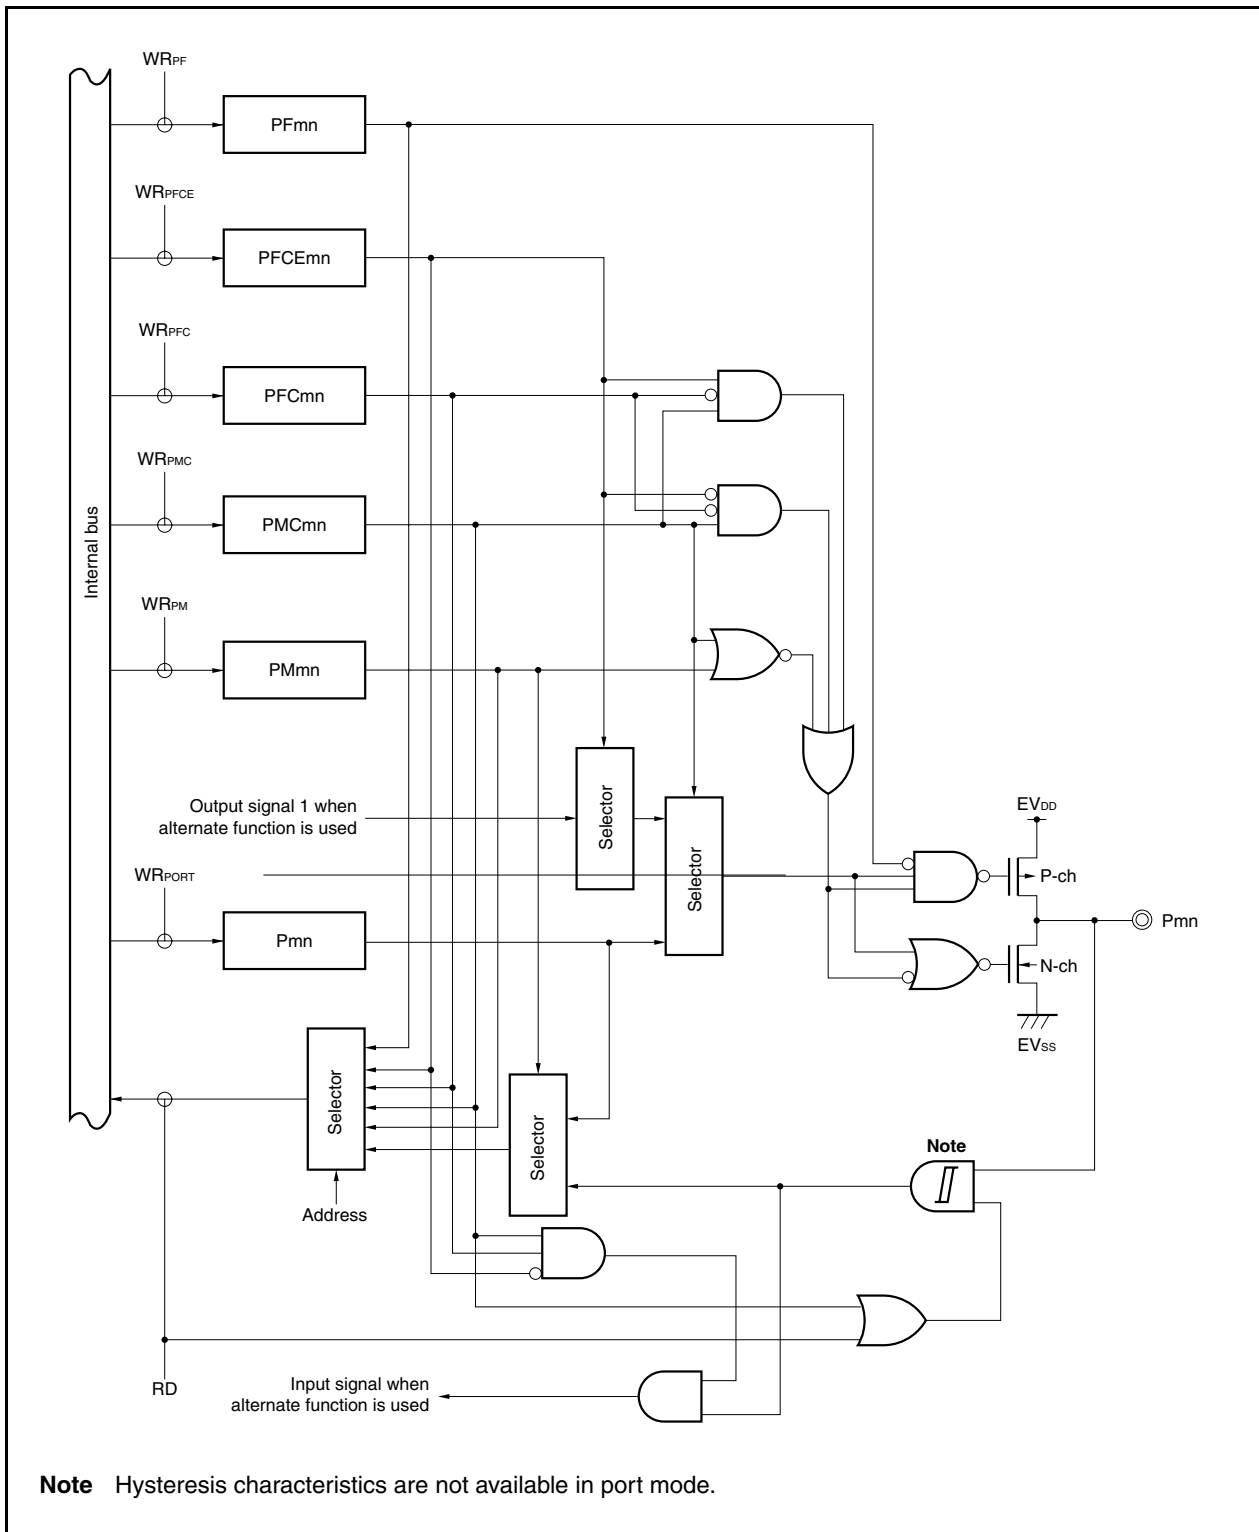 WRPF
PFmn
WRPFCE
PFCEmn
WRPFC
PFCmn
WRPMC
PMCmn
Internal bus
WRPM
PMmn
Output signal 1 when
alternate function is used
Selector
Selector
EVDD
P-ch
WRPORT
Pmn
Pmn
N-ch
EVSS
Selector
Selector
Address
Note
RD
Input signal when
alternate function is used
Note Hysteresis characteristics are not available in port mode.